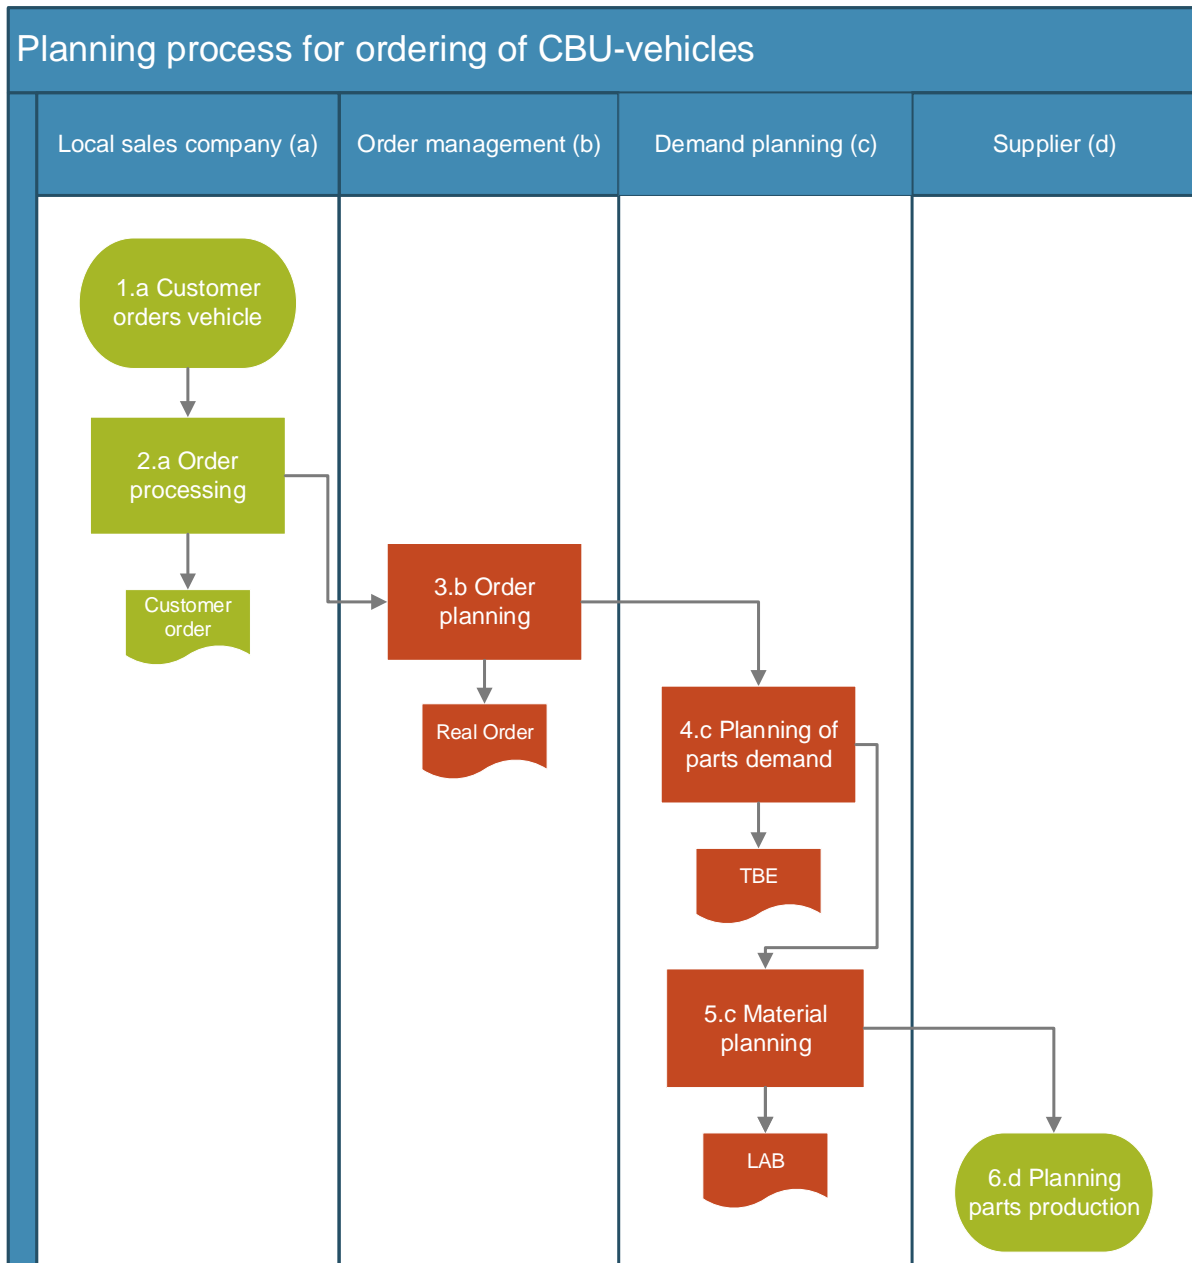 Planning process for ordering of CBU-vehicles
Local sales company (a)
Order management (b)
Demand planning (c)
Supplier (d)
1.a Customer
orders vehicle
2.a Order
processing
Customer
order
3.b Order
planning
Real Order
4.c Planning of
parts demand
TBE
5.c Material
planning
LAB
6.d Planning
parts production